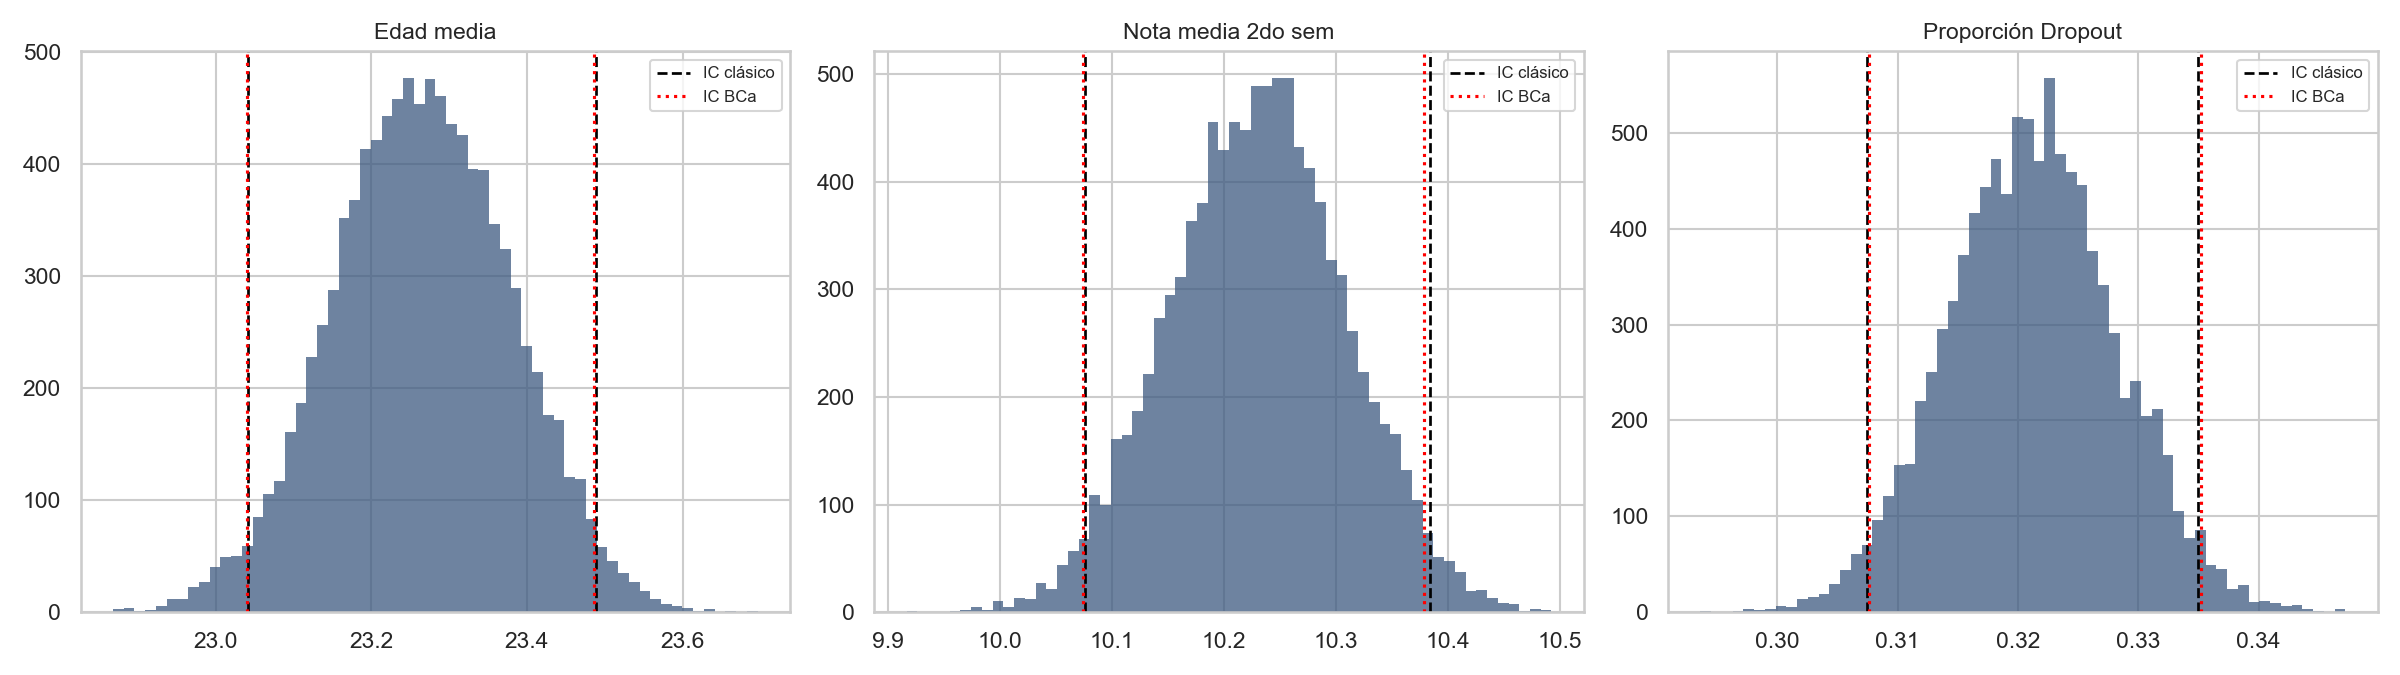 Edad media
500
400
300
200
100
0
23.0 23.2 23.4 23.6
IC clásico
IC BCa
Nota media 2do sem
500
400
300
200
100
0
9.9 10.0 10.1 10.2 10.3 10.4 10.5
IC clásico
IC BCa
Proporción Dropout
500
400
300
200
100
0
0.30 0.31 0.32 0.33 0.34
IC clásico
IC BCa